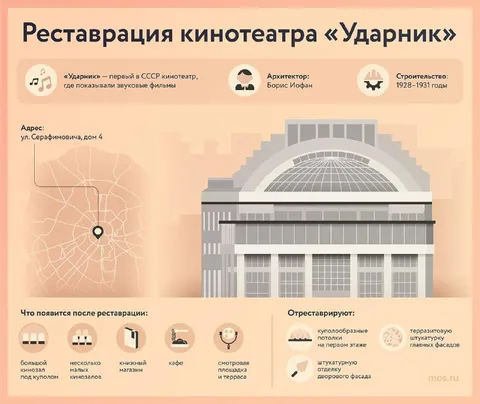 Реставрация кинотеатра «Ударник»
«Ударник» — первый в СССР кинотеатр,
где показывали звуковые фильмы
Архитектор:
Борис Иофан
Строительство:
1928–1931 годы
Адрес:
ул. Серафимовича, дом 4
Что появится после реставрации:
большой
кинозал
под куполом
несколько
малых
кинозалов
книжный
магазин
кафе
смотровая
площадка
и терраса
Отреставрируют:
куполообразные
потолки
на первом этаже
терразитовую
штукатурку
главных фасадов
штукатурную
отделку
дворового фасада
mos.ru